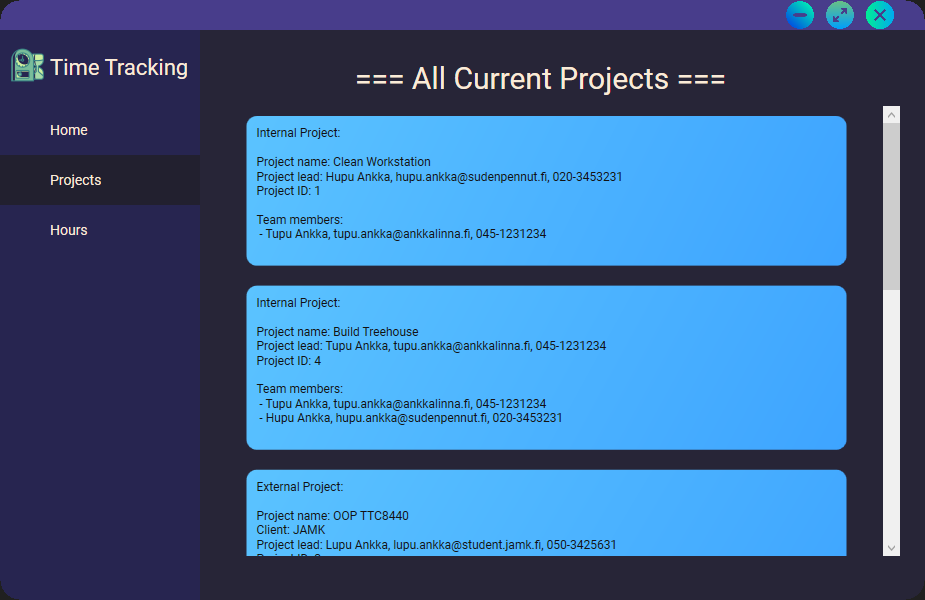 Time Tracking
Home
Projects
Hours
=== All Current Projects ===
Internal Project:
Project name: Clean Workstation
Project lead: Hupu Ankka, hupu.ankka@sudenpennut.fi, 020-3453231
Project ID: 1
Team members:
- Tupu Ankka, tupu.ankka@ankkalinna.fi, 045-1231234
Internal Project:
Project name: Build Treehouse
Project lead: Tupu Ankka, tupu.ankka@ankkalinna.fi, 045-1231234
Project ID: 4
Team members:
- Tupu Ankka, tupu.ankka@ankkalinna.fi, 045-1231234
- Hupu Ankka, hupu.ankka@sudenpennut.fi, 020-3453231
External Project:
Project name: OOP TTC8440
Client: JAMK
Project lead: Lupu Ankka, lupu.ankka@student.jamk.fi, 050-3425631